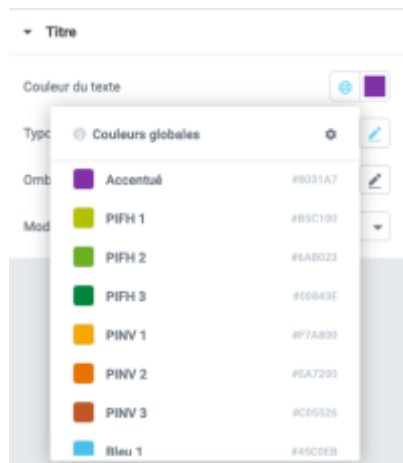 Titre
Couleur du texte
Typo
Couleurs globales
Omb
Accentué #8031A7
Mod
PIFH 1 #B5C100
PIFH 2 #6AB023
PIFH 3 #00843E
PINV 1 #F7A800
PINV 2 #EA7200
PINV 3 #C05526
Bleu 1 #45C0EB